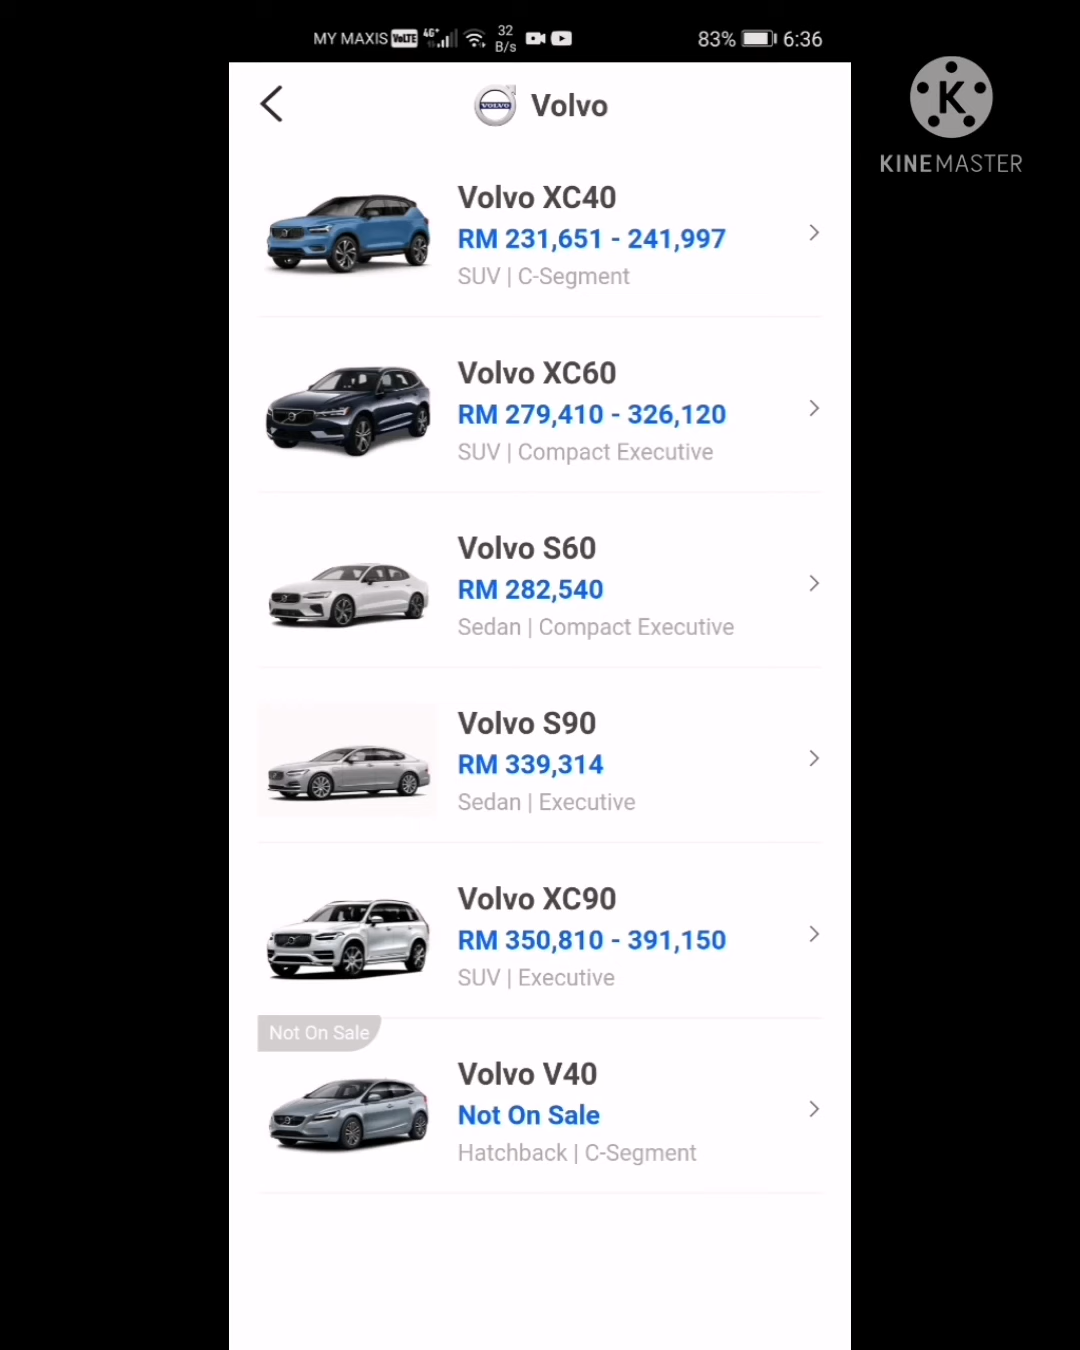 MY MAXIS VoLTE 4G+ 32 B/s 83% 6:36
K
KINEMASTER
VOLVO Volvo
Volvo XC40
RM 231,651 - 241,997
SUV | C-Segment
Volvo XC60
RM 279,410 - 326,120
SUV | Compact Executive
Volvo S60
RM 282,540
Sedan | Compact Executive
Volvo S90
RM 339,314
Sedan | Executive
Volvo XC90
RM 350,810 - 391,150
SUV | Executive
Not On Sale
Volvo V40
Not On Sale
Hatchback | C-Segment